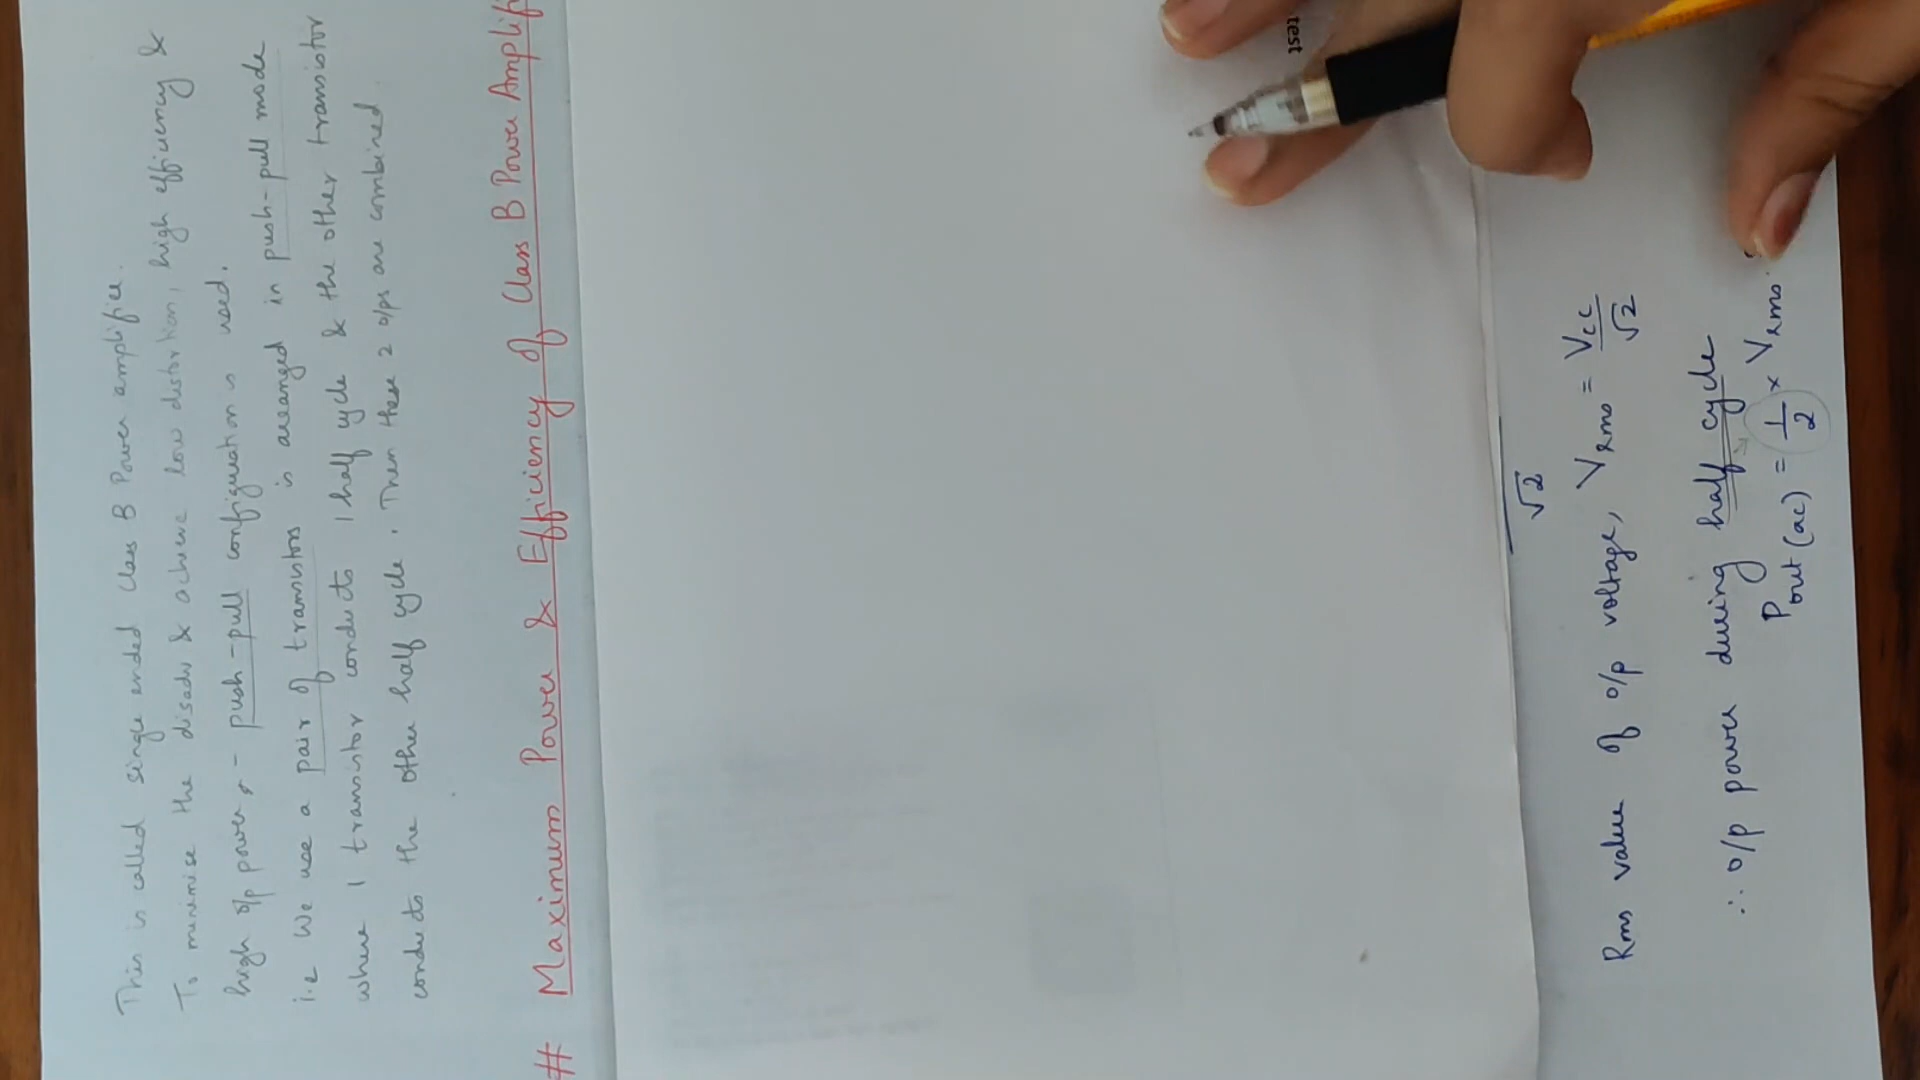 This is called single ended Class B Power amplifier.
To minimise the disadv & achieve low distortion, high efficiency &
high o/p power, - push-pull configuration is used.
i.e We use a pair of transistors is arranged in push-pull mode
where 1 transistor conducts 1 half cycle & the other transistor
conducts the other half cycle. Then these 2 o/ps are combined.
# Maximum Power & Efficiency of Class B Power Amplifi
test
√2
Rms value of o/p voltage, Vrms = Vcc/√2
∴ o/p power during half cycle
Pout (ac) = 1/2 × Vrms.